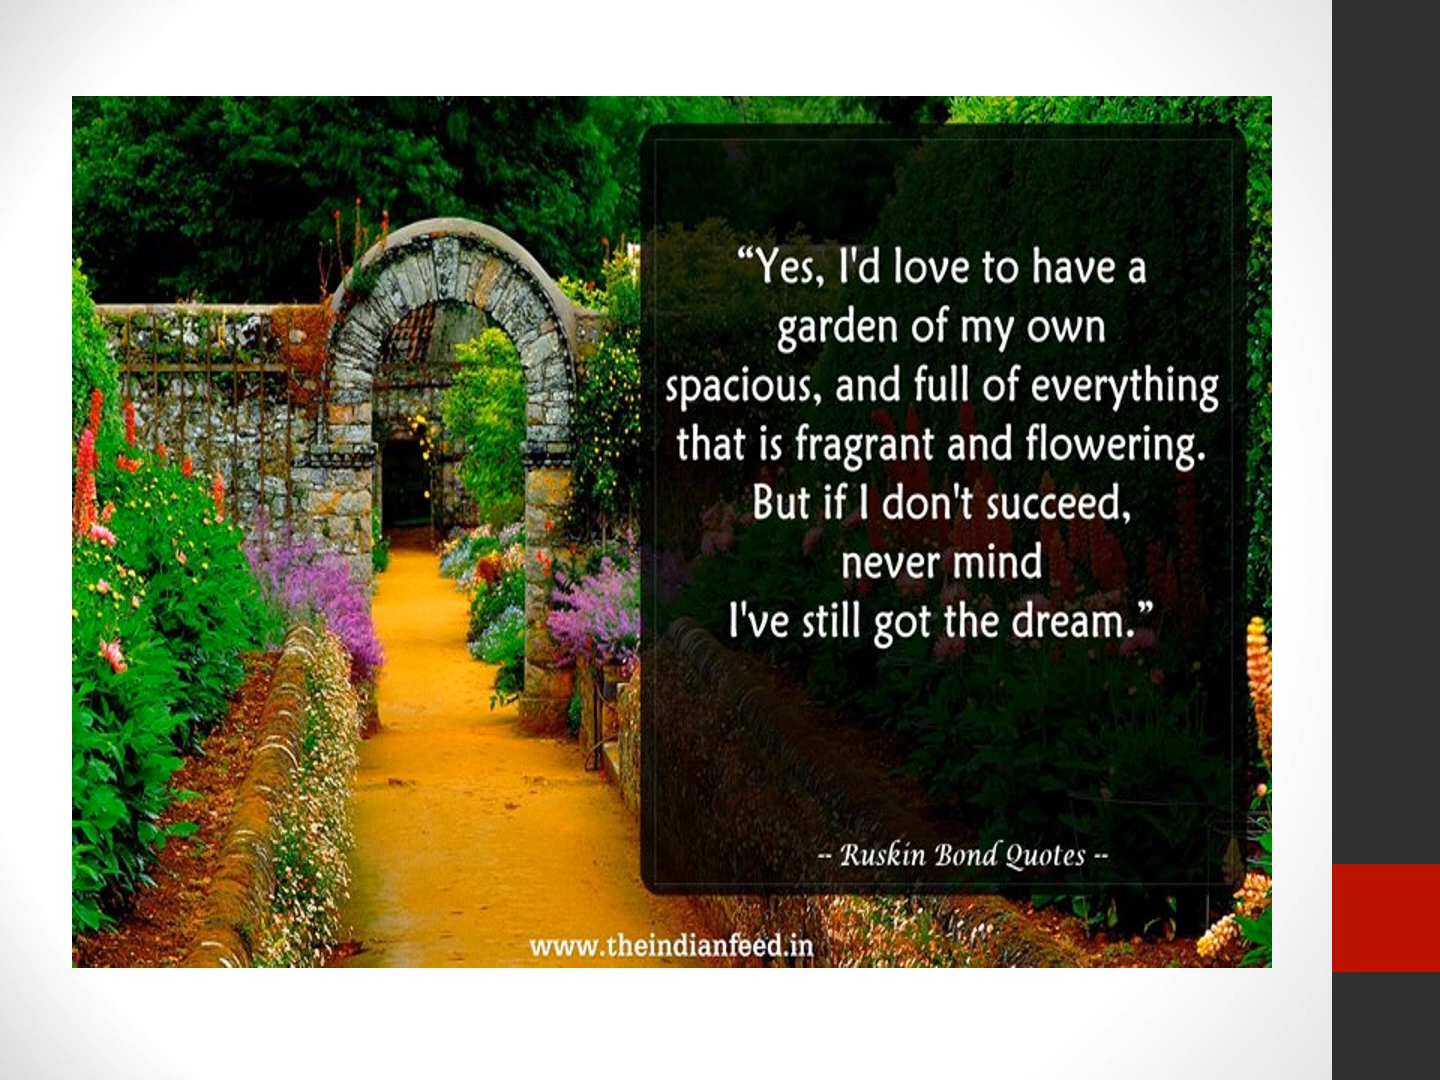 “Yes, I'd love to have a
garden of my own
spacious, and full of everything
that is fragrant and flowering.
But if I don't succeed,
never mind
I've still got the dream.”
-- Ruskin Bond Quotes --
www.theindianfeed.in